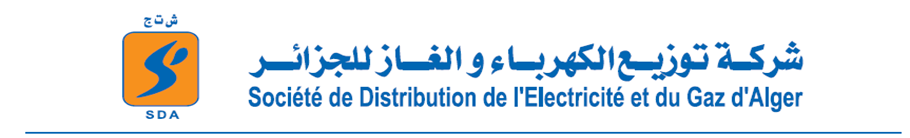 ش ت ج
SDA
شركة توزيع الكهرباء و الغاز للجزائر
Société de Distribution de l'Electricité et du Gaz d'Alger